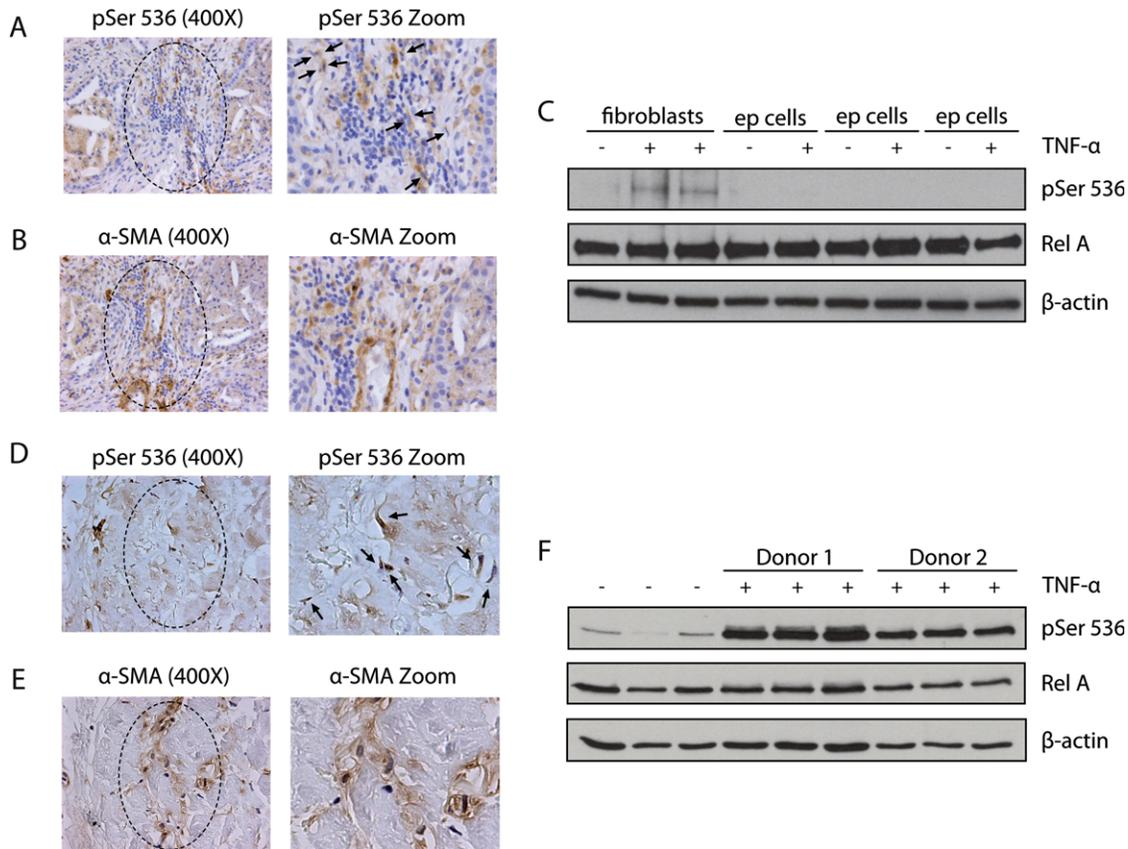 A
pSer 536 (400X)
pSer 536 Zoom
B
α-SMA (400X)
α-SMA Zoom
C
fibroblasts
ep cells
ep cells
ep cells
- + + - + - + - +
TNF-α
pSer 536
Rel A
β-actin
D
pSer 536 (400X)
pSer 536 Zoom
E
α-SMA (400X)
α-SMA Zoom
F
Donor 1
Donor 2
- - - + + + + + +
TNF-α
pSer 536
Rel A
β-actin